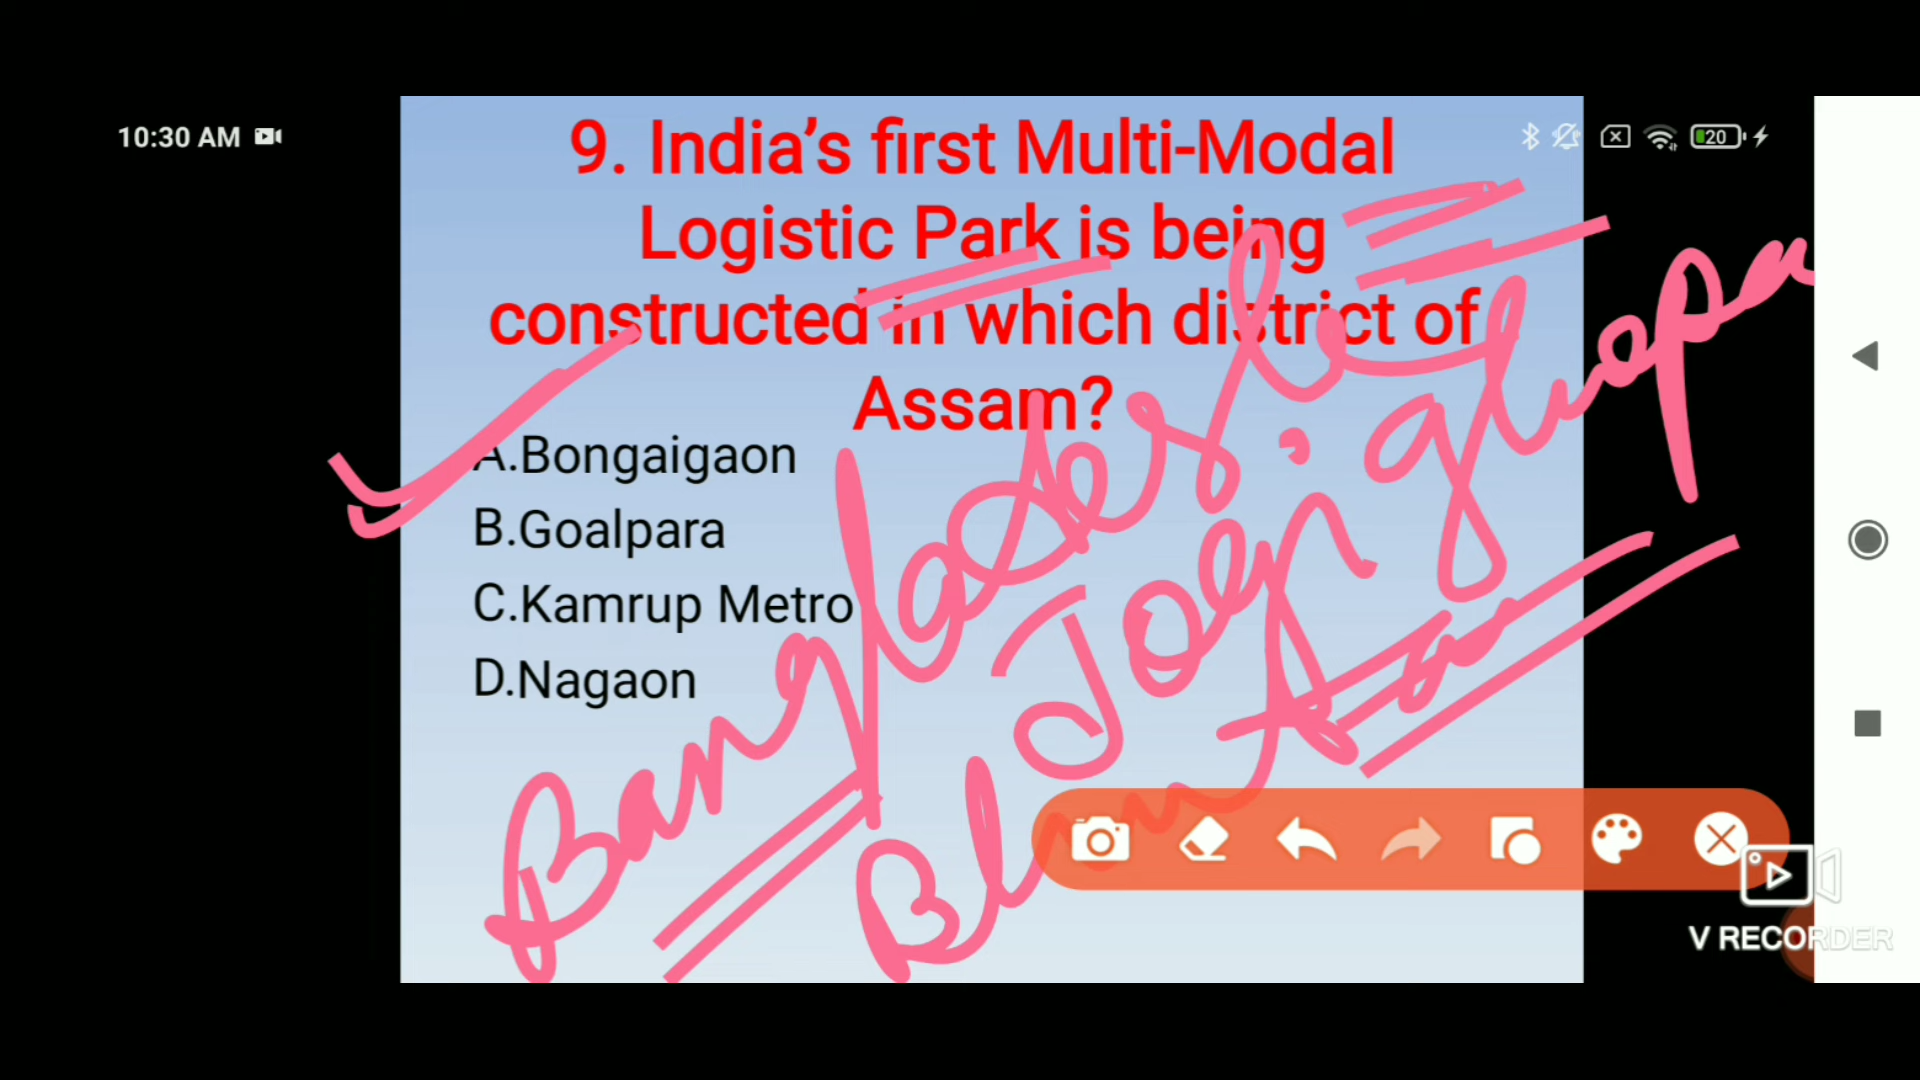 10:30 AM
20
9. India's first Multi-Modal
Logistic Park is being
constructed in which district of
Assam?
A.Bongaigaon
B.Goalpara
C.Kamrup Metro
D.Nagaon
Bangladesh
V RECORDER